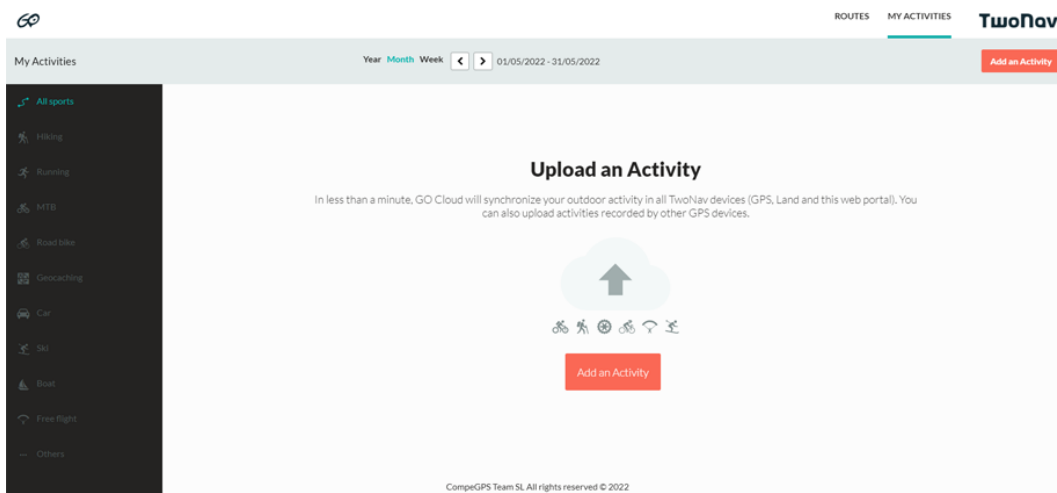 GO
ROUTES MY ACTIVITIES TwoNav
My Activities
Year Month Week < > 01/05/2022 - 31/05/2022
Add an Activity
All sports
Hiking
Running
MTB
Road bike
Geocaching
Car
Ski
Boat
Free flight
Others
Upload an Activity
In less than a minute, GO Cloud will synchronize your outdoor activity in all TwoNav devices (GPS, Land and this web portal). You
can also upload activities recorded by other GPS devices.
Add an Activity
CompeGPS Team SL All rights reserved © 2022